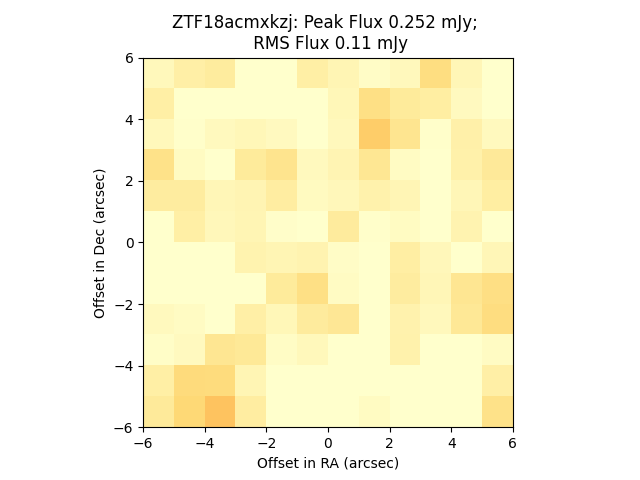 ZTF18acmxkzj: Peak Flux 0.252 mJy;
RMS Flux 0.11 mJy
6
4
2
0
−2
−4
−6
Offset in Dec (arcsec)
−6 −4 −2 0 2 4 6
Offset in RA (arcsec)